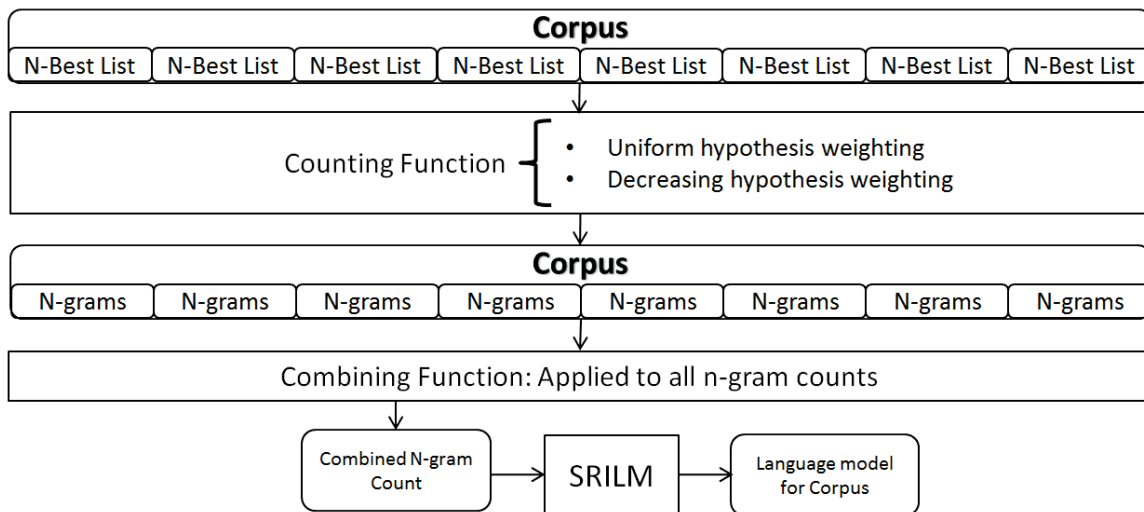 Corpus
N-Best List N-Best List N-Best List N-Best List N-Best List N-Best List N-Best List N-Best List
Counting Function
• Uniform hypothesis weighting
• Decreasing hypothesis weighting
Corpus
N-grams N-grams N-grams N-grams N-grams N-grams N-grams N-grams
Combining Function: Applied to all n-gram counts
Combined N-gram
Count
SRILM
Language model
for Corpus